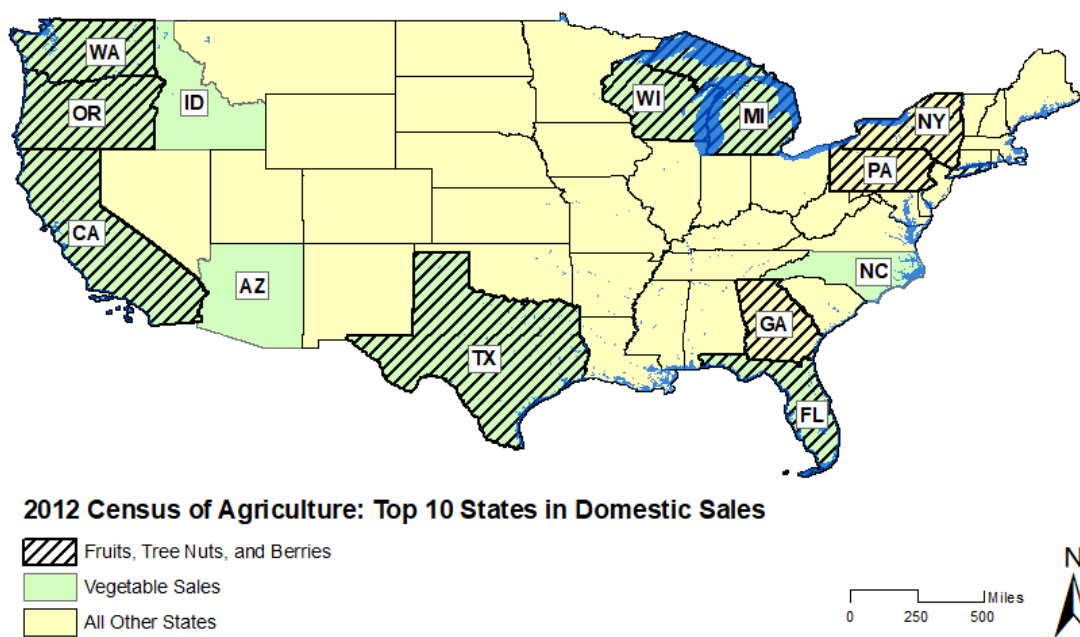 WA
OR
ID
WI
MI
NY
PA
CA
AZ
NC
GA
TX
FL
2012 Census of Agriculture: Top 10 States in Domestic Sales
Fruits, Tree Nuts, and Berries
Vegetable Sales
All Other States
N
Miles
0 250 500